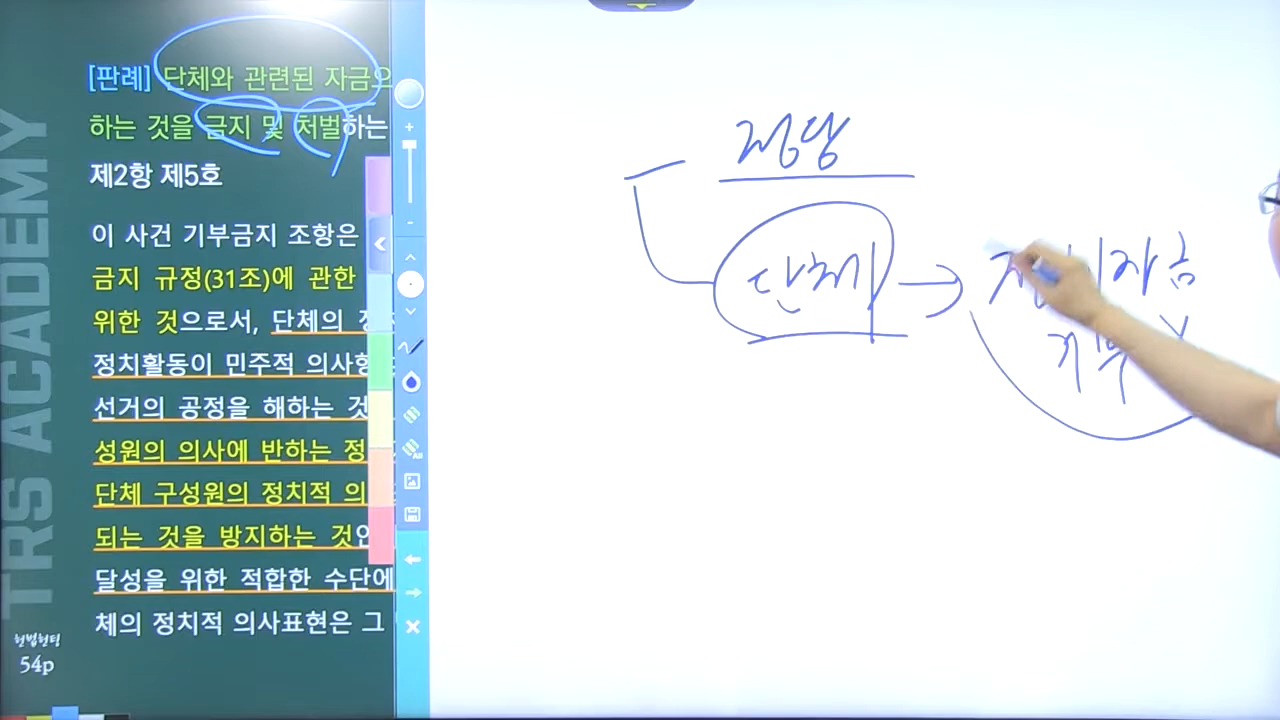 [판례] 단체와 관련된 자금으
하는 것을 금지 및 처벌하는
제2항 제5호
이 사건 기부금지 조항은
금지 규정(31조)에 관한
위한 것으로서, 단체의 정
정치활동이 민주적 의사형
선거의 공정을 해하는 것
성원의 의사에 반하는 정
단체 구성원의 정치적 의
되는 것을 방지하는 것인
달성을 위한 적합한 수단에
체의 정치적 의사표현은 그
TRS ACADEMY
헌법헌팅
54p
정당
단체
자금
기부